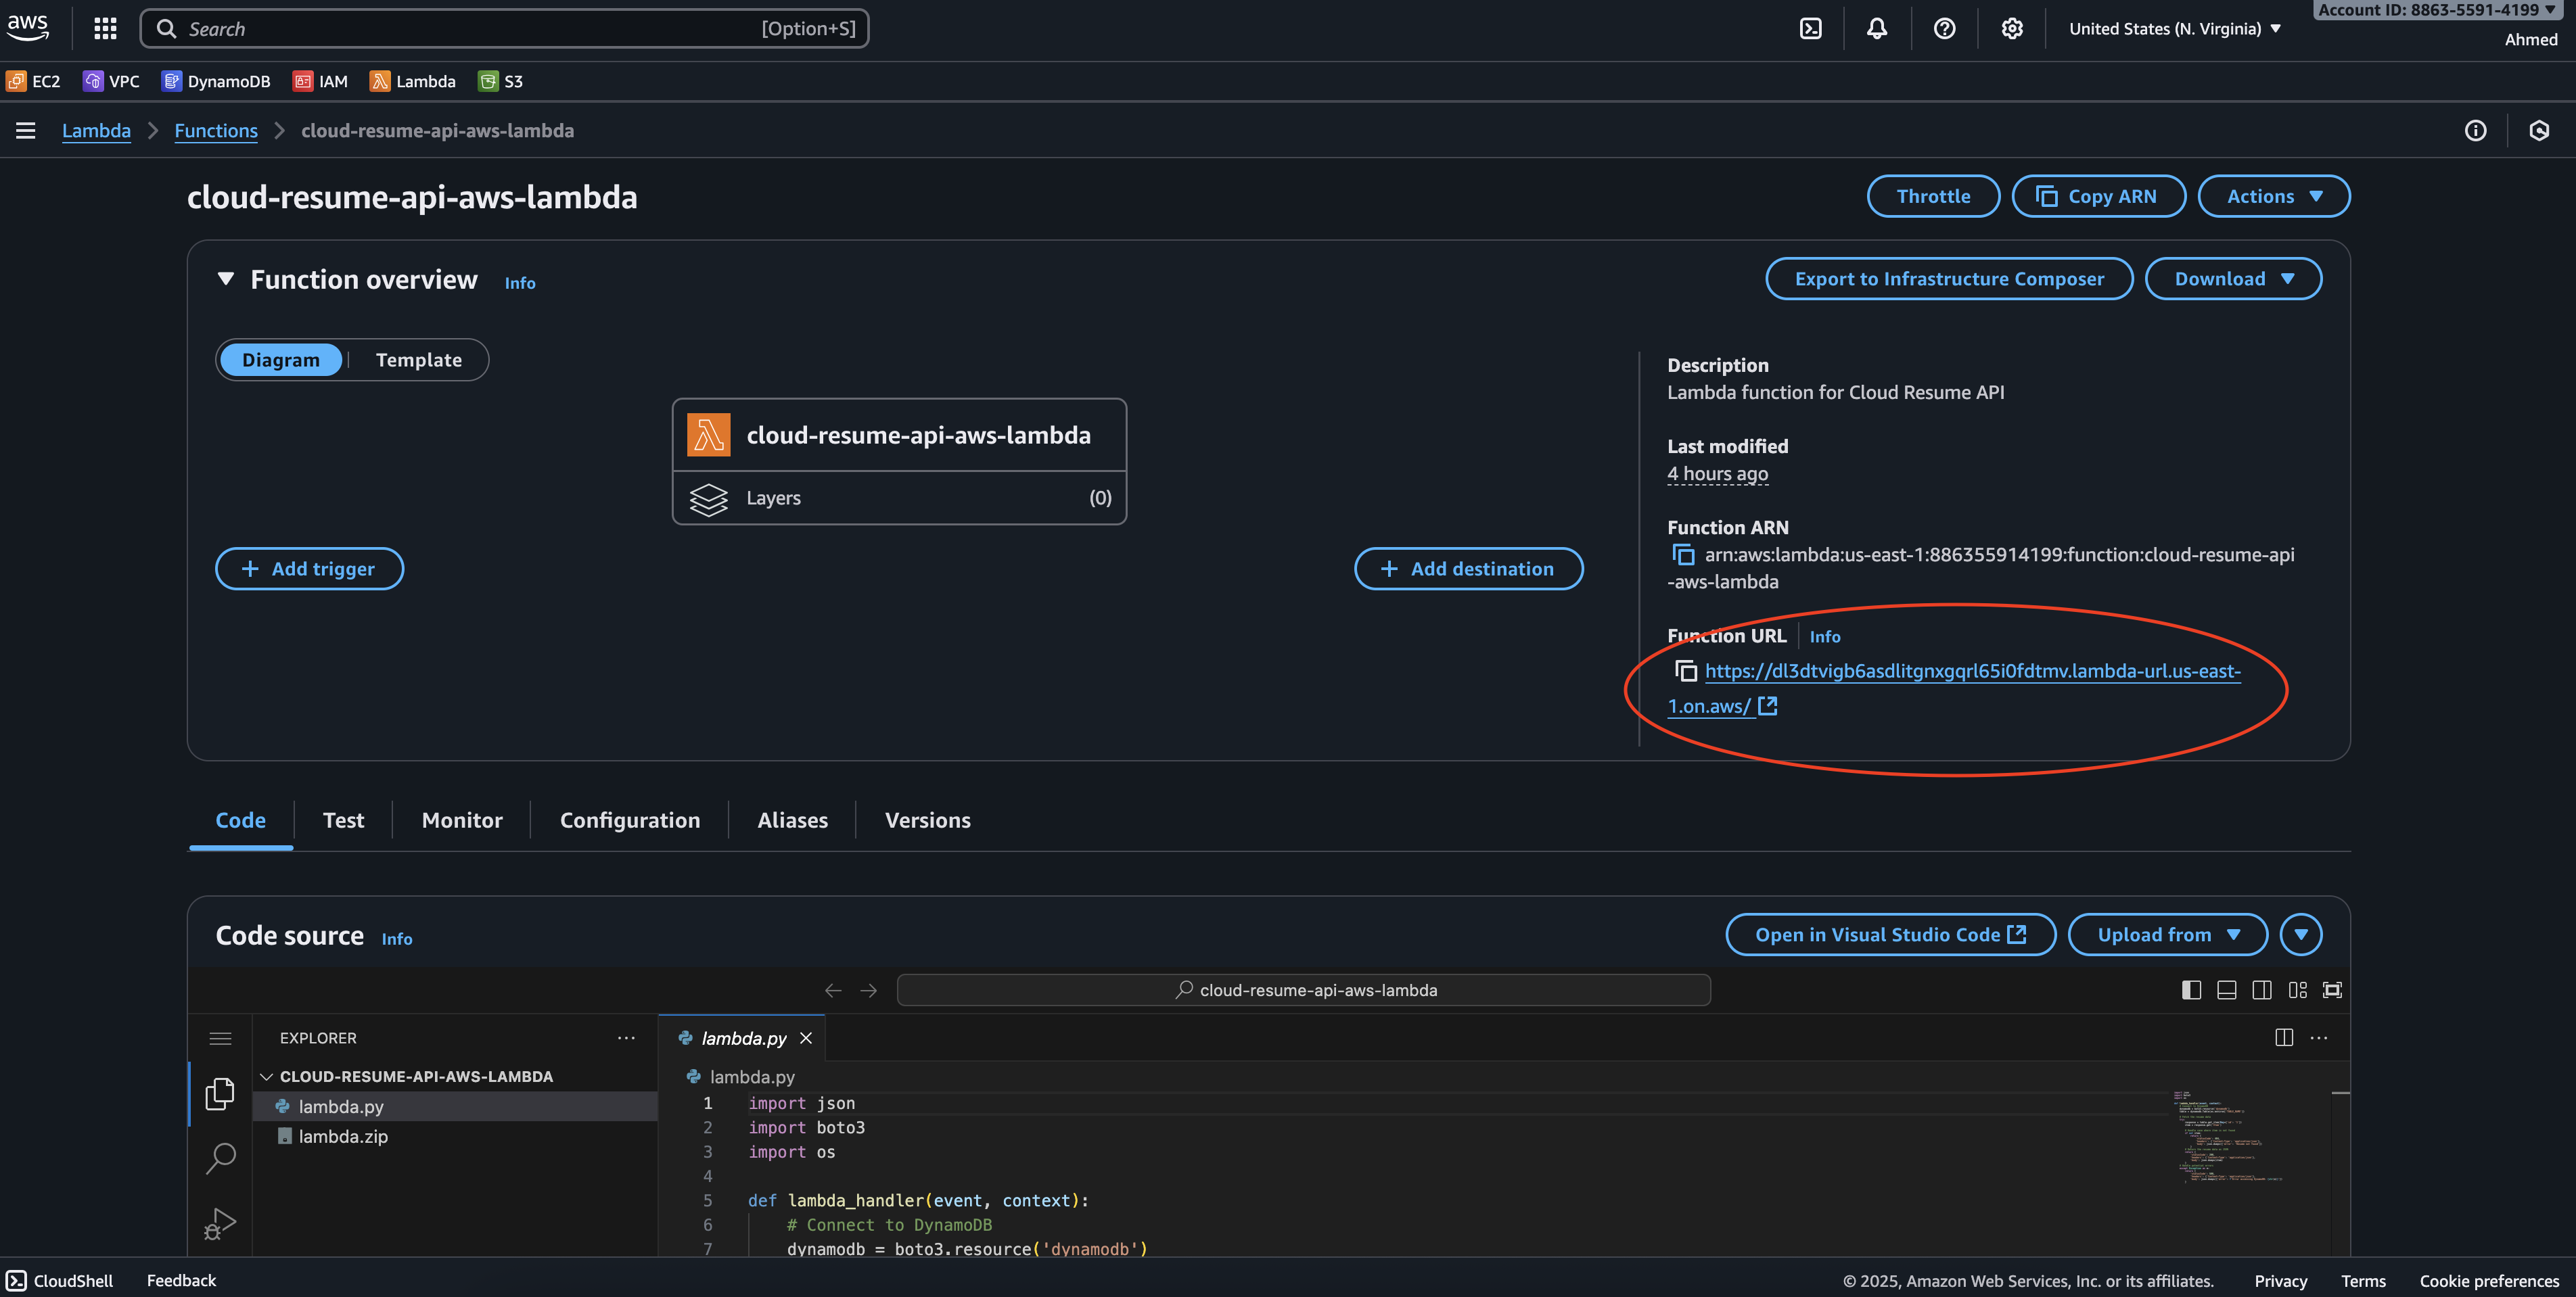 aws
Search [Option+S]
United States (N. Virginia)
Account ID: 8863-5591-4199
Ahmed
EC2 VPC DynamoDB IAM Lambda S3
Lambda Functions cloud-resume-api-aws-lambda
cloud-resume-api-aws-lambda
Throttle Copy ARN Actions
Function overview Info
Export to Infrastructure Composer Download
Diagram Template
cloud-resume-api-aws-lambda
Layers (0)
+ Add trigger
+ Add destination
Description
Lambda function for Cloud Resume API
Last modified
4 hours ago
Function ARN
arn:aws:lambda:us-east-1:886355914199:function:cloud-resume-api
-aws-lambda
Function URL Info
https://dl3dtvigb6asdlitgnxgqrl65i0fdtmv.lambda-url.us-east-
1.on.aws/
Code Test Monitor Configuration Aliases Versions
Code source Info
Open in Visual Studio Code Upload from
cloud-resume-api-aws-lambda
EXPLORER
CLOUD-RESUME-API-AWS-LAMBDA
lambda.py
lambda.zip
lambda.py
lambda.py
1 import json
2 import boto3
3 import os
4
5 def lambda_handler(event, context):
6 # Connect to DynamoDB
7 dynamodb = boto3.resource('dynamodb')
CloudShell Feedback
© 2025, Amazon Web Services, Inc. or its affiliates. Privacy Terms Cookie preferences